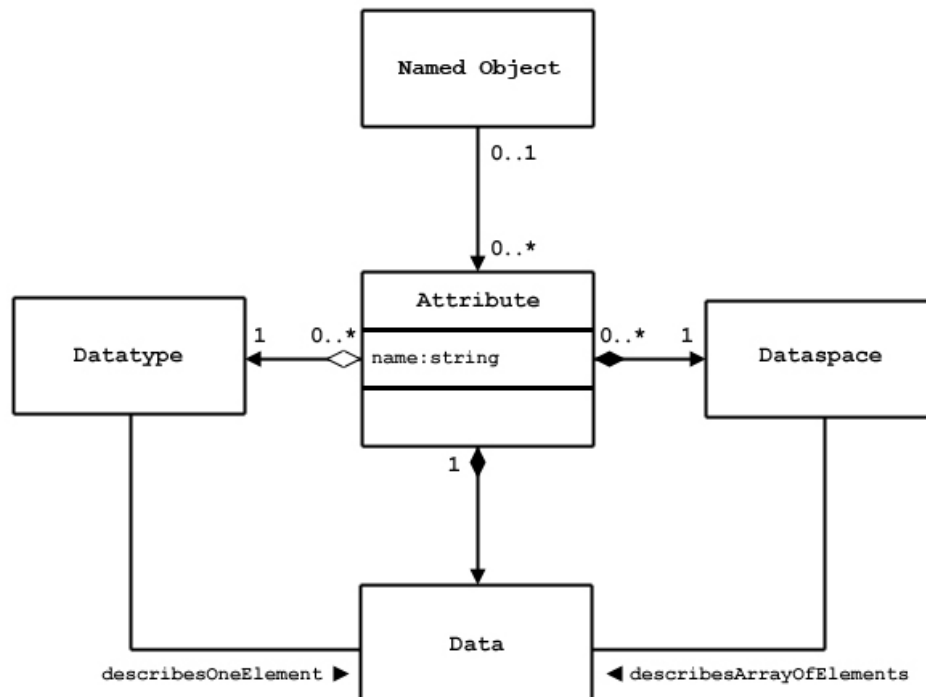 Named Object
0..1
0..*
Attribute
1 0..* name:string 0..* 1
Datatype
Dataspace
1
Data
describesOneElement ►
◄ describesArrayOfElements